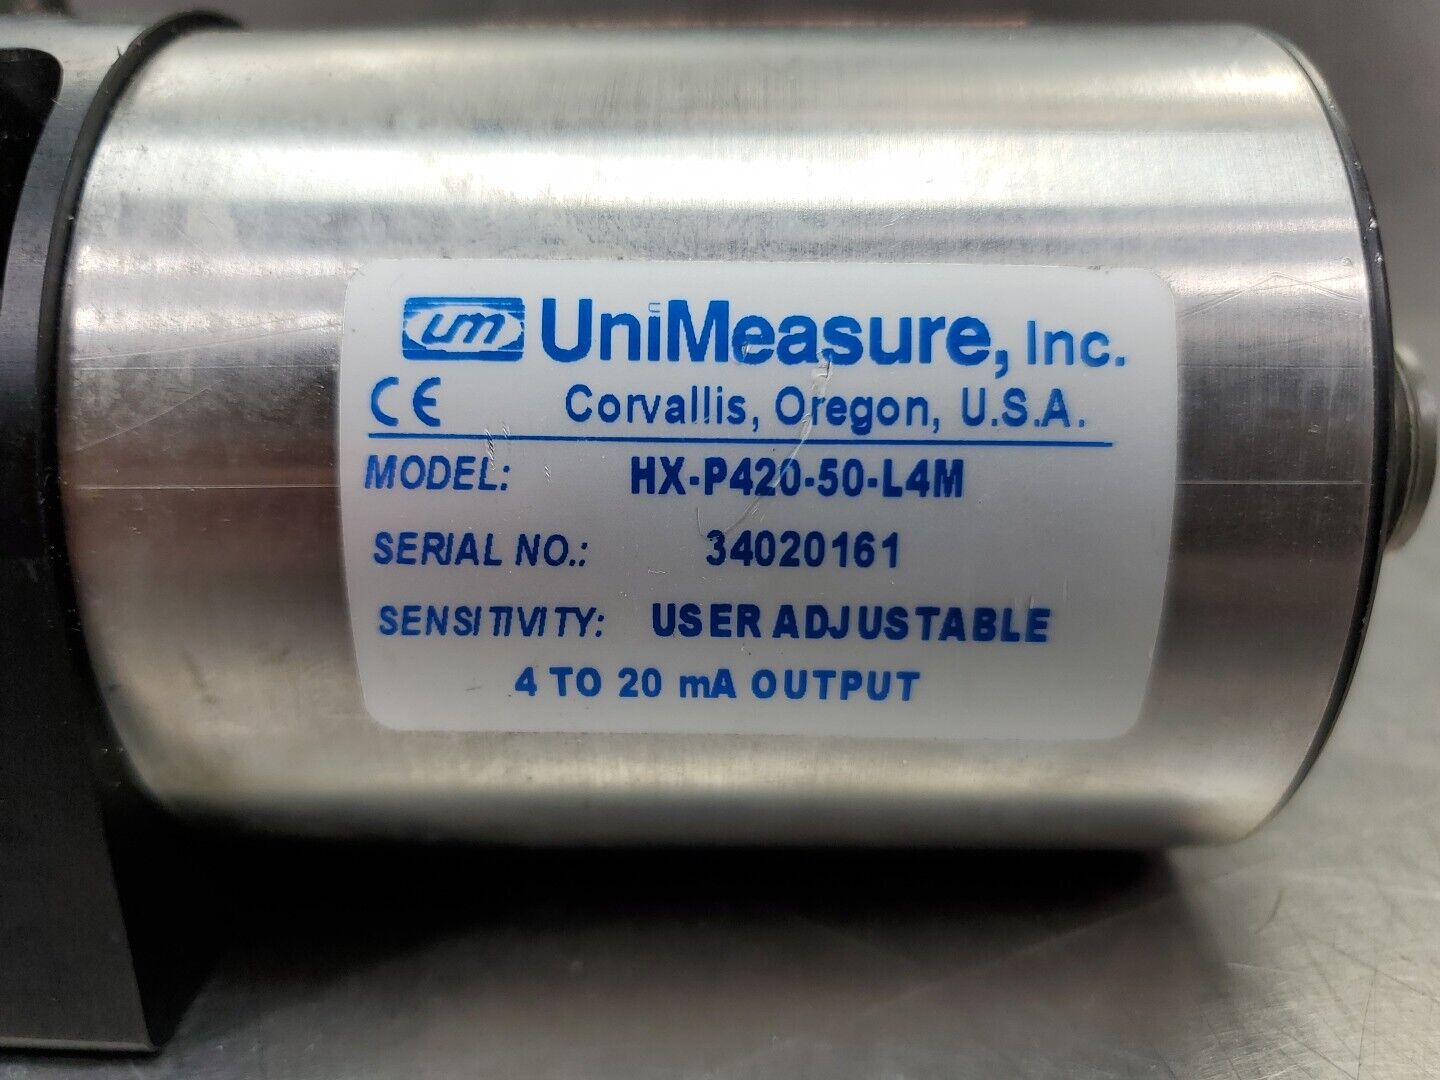 um UniMeasure, Inc.
CE Corvallis, Oregon, U.S.A.
MODEL: HX-P420-50-L4M
SERIAL NO.: 34020161
SENSITIVITY: USER ADJUSTABLE
4 TO 20 mA OUTPUT